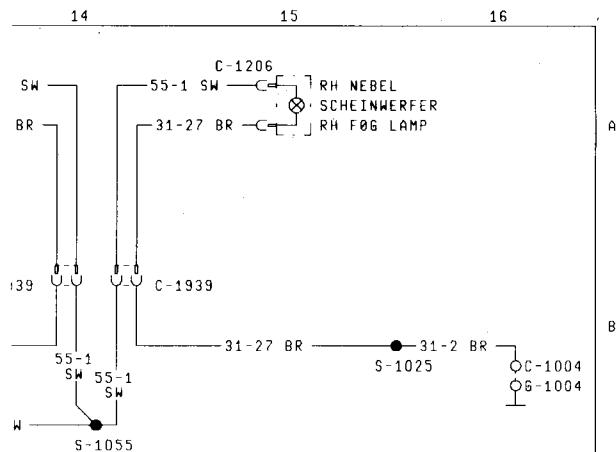 14 15 16
C-1206
SW 55-1 SW RH NEBEL
SCHEINWERFER
BR 31-27 BR RH FØG LAMP A
39 C-1939
B
31-27 BR 31-2 BR
55-1 S-1025 C-1004
SW 55-1 G-1004
SW
W
S-1055